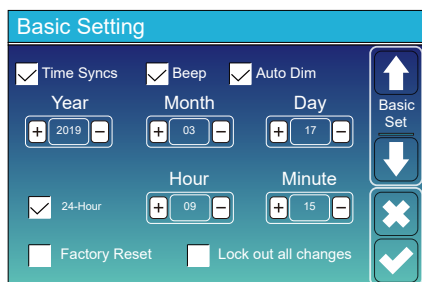 Basic Setting
Time Syncs Beep Auto Dim
Year Month Day
+ 2019 − + 03 − + 17 −
Basic
Set
Hour Minute
24-Hour + 09 − + 15 −
Factory Reset Lock out all changes